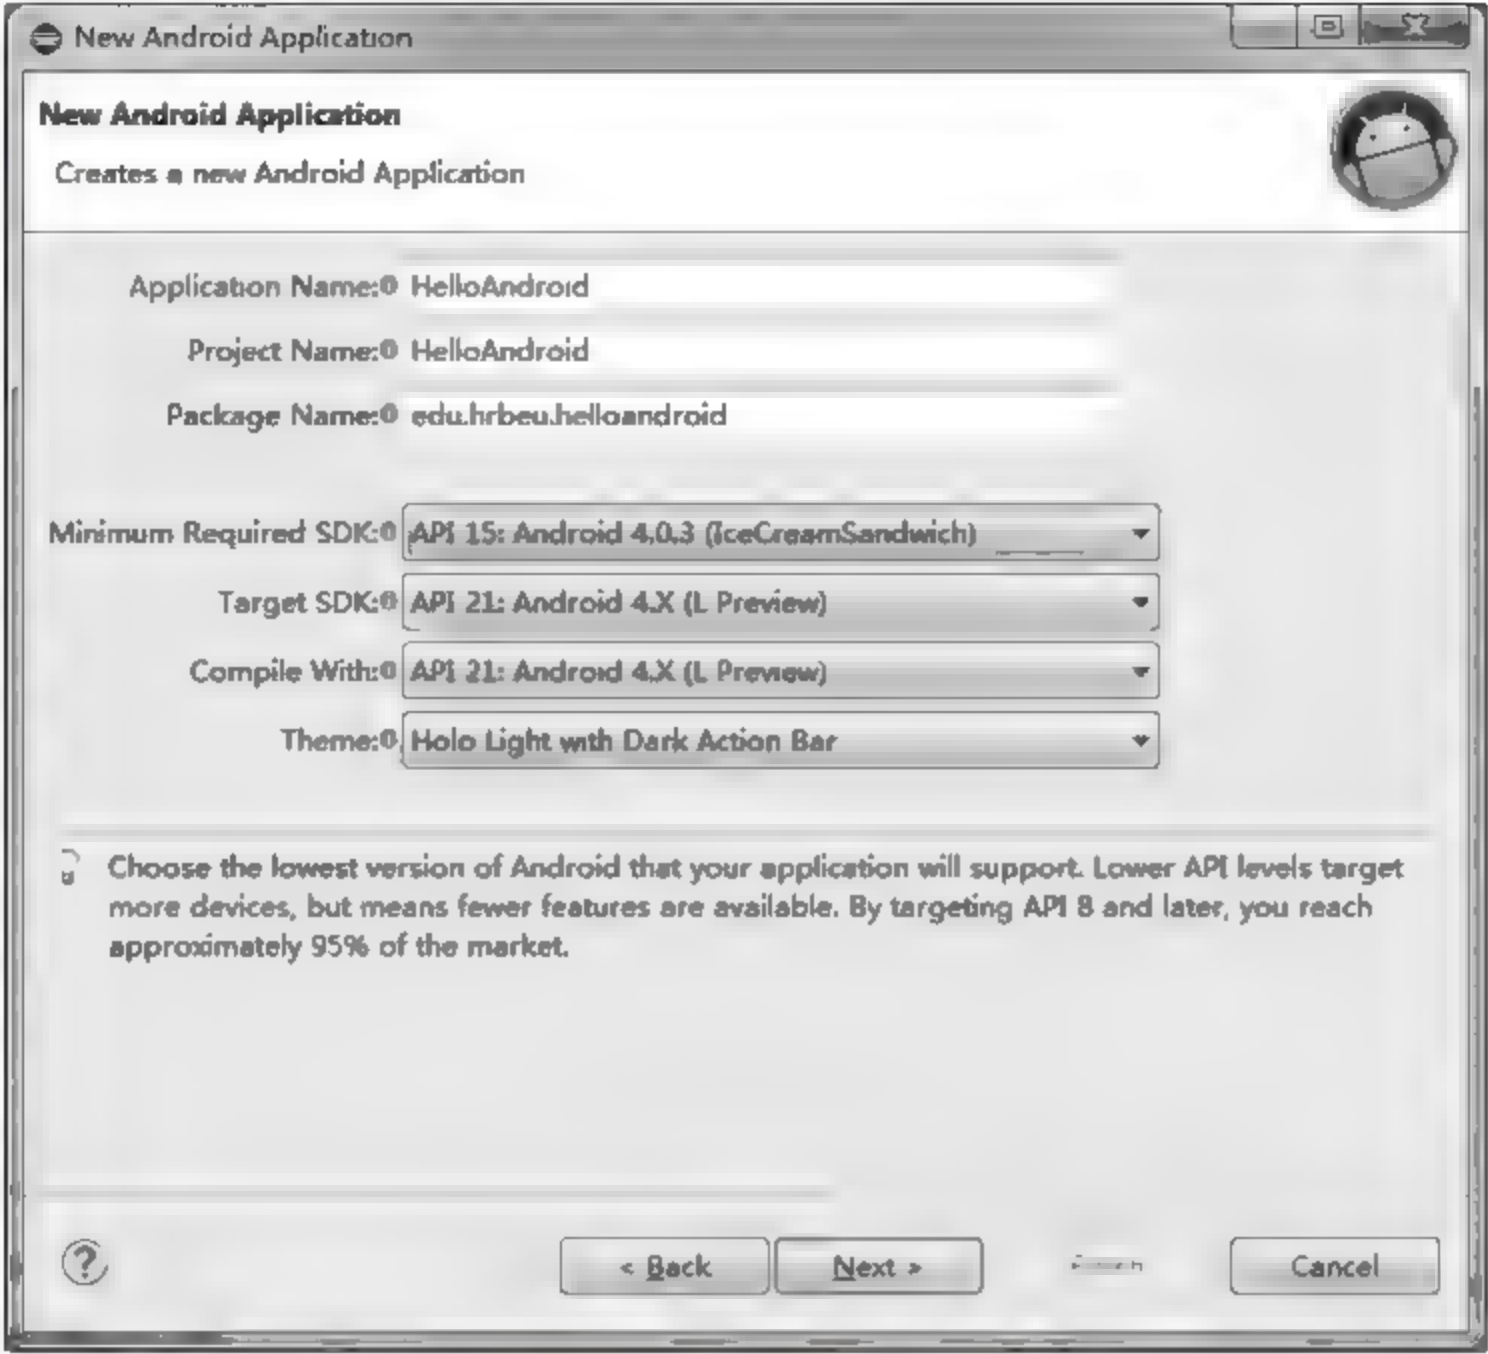 New Android Application
New Android Application
Creates a new Android Application
Application Name: HelloAndroid
Project Name: HelloAndroid
Package Name: edu.hrbeu.helloandroid
Minimum Required SDK: API 15: Android 4.0.3 (IceCreamSandwich)
Target SDK: API 21: Android 4.X (L Preview)
Compile With: API 21: Android 4.X (L Preview)
Theme: Holo Light with Dark Action Bar
Choose the lowest version of Android that your application will support. Lower API levels target
more devices, but means fewer features are available. By targeting API 8 and later, you reach
approximately 95% of the market.
?
< Back Next > Cancel